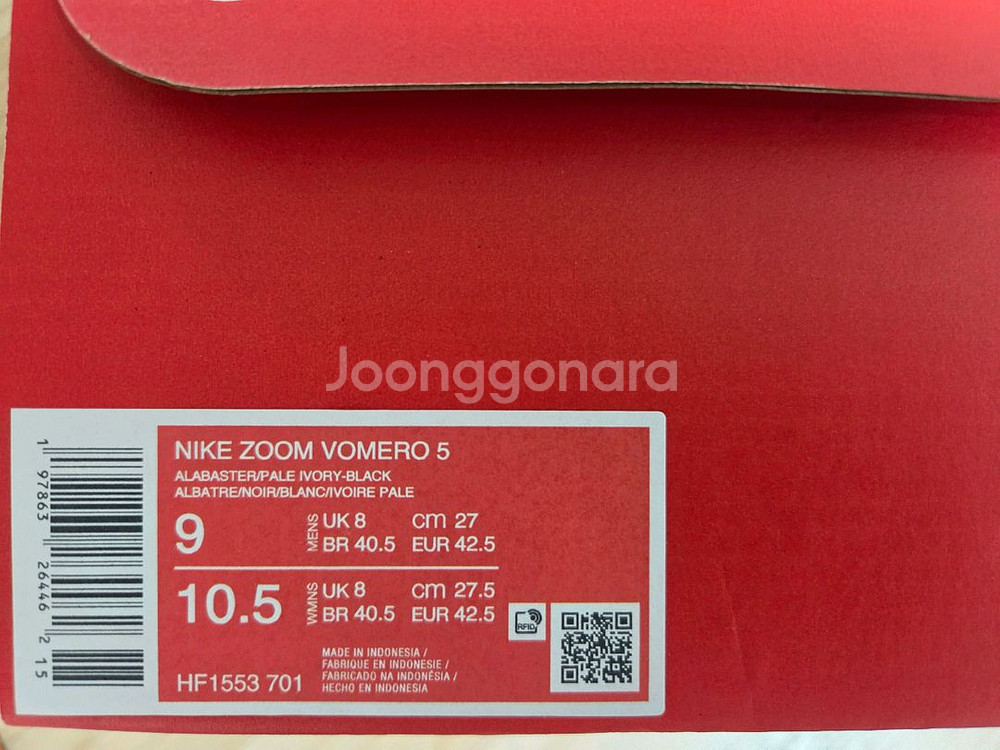 Joonggonara
NIKE ZOOM VOMERO 5
ALABASTER/PALE IVORY-BLACK
ALBATRE/NOIR/BLANC/IVOIRE PALE
9 MENS UK 8 cm 27
BR 40.5 EUR 42.5
10.5 WMNS UK 8 cm 27.5
BR 40.5 EUR 42.5
RFID
HF1553 701
MADE IN INDONESIA /
FABRIQUE EN INDONESIE /
FABRICADO NA INDONÉSIA /
HECHO EN INDONESIA
1 97863 26446 2 15